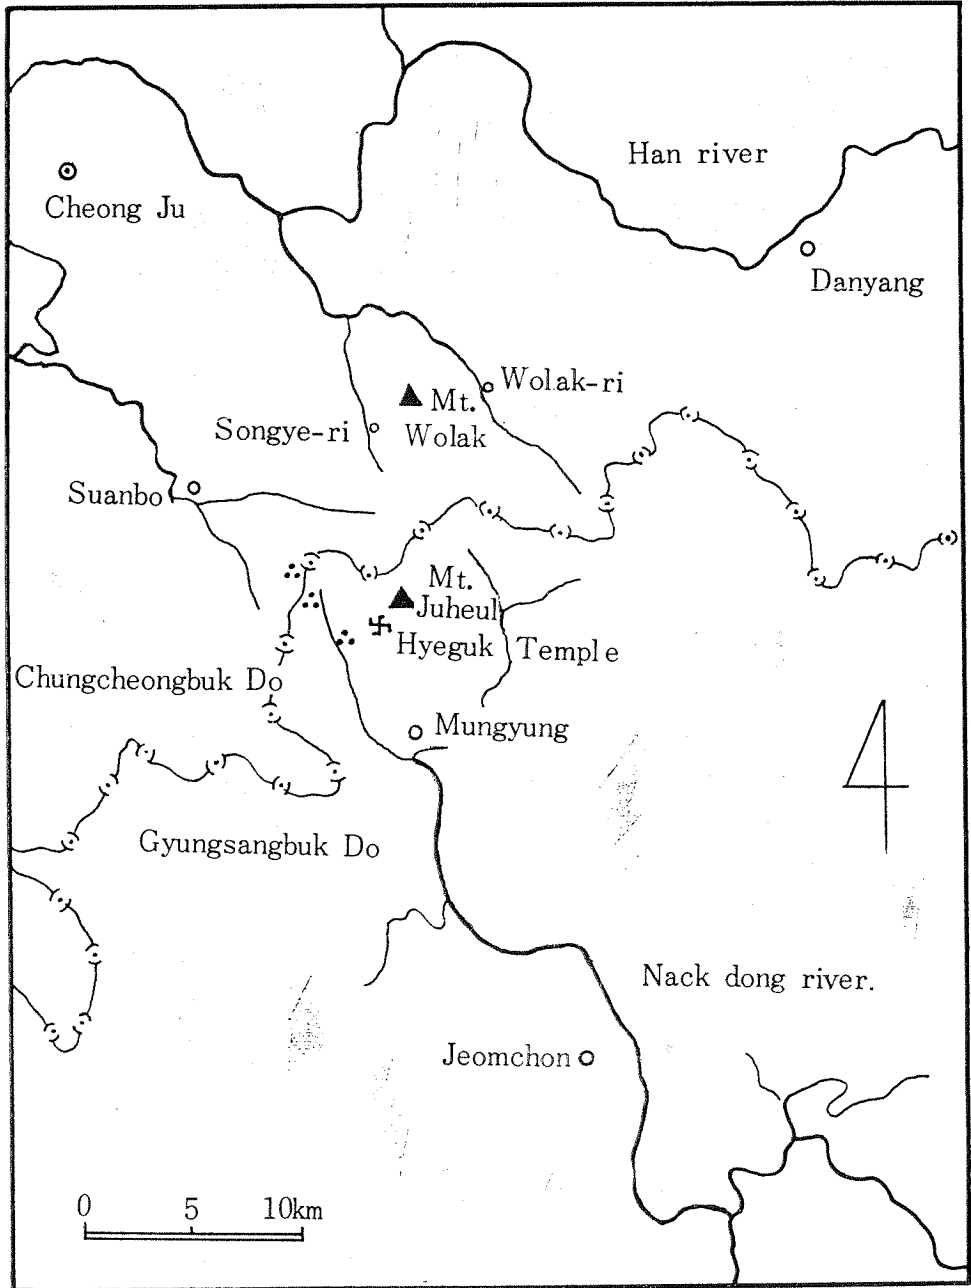 Han river
Cheong Ju
Danyang
Wolak-ri
Mt.
Wolak
Songye-ri
Suanbo
Mt.
Juheul
Hyeguk Temple
Chungcheongbuk Do
Mungyung
Gyungsangbuk Do
Nack dong river.
Jeomchon
0 5 10km